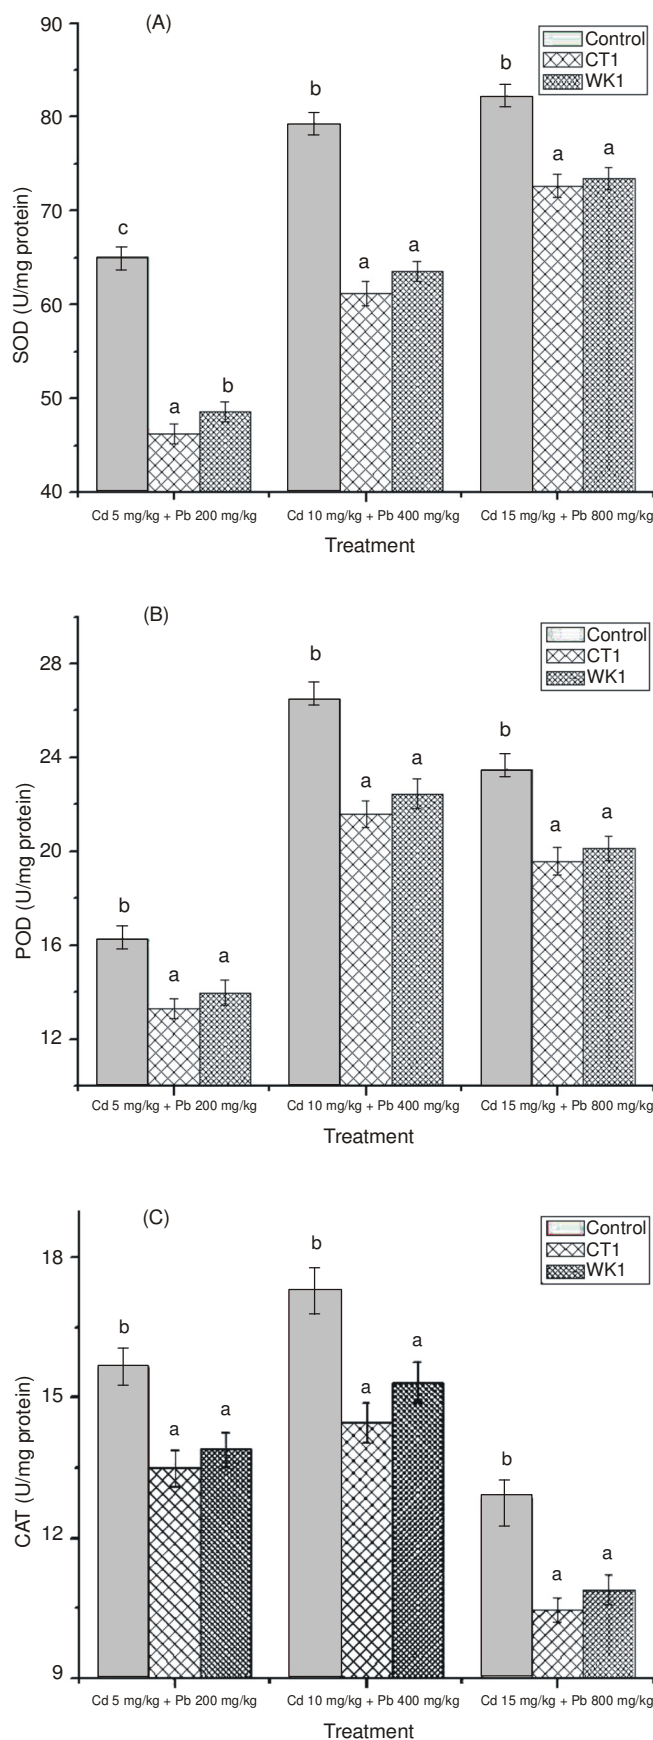 (A)
Control
CT1
WK1
SOD (U/mg protein)
90
80
70
60
50
40
c
a
b
b
a
a
b
a
a
Cd 5 mg/kg + Pb 200 mg/kg
Cd 10 mg/kg + Pb 400 mg/kg
Cd 15 mg/kg + Pb 800 mg/kg
Treatment
(B)
Control
CT1
WK1
POD (U/mg protein)
28
24
20
16
12
b
a
a
b
a
a
b
a
a
Cd 5 mg/kg + Pb 200 mg/kg
Cd 10 mg/kg + Pb 400 mg/kg
Cd 15 mg/kg + Pb 800 mg/kg
Treatment
(C)
Control
CT1
WK1
CAT (U/mg protein)
18
15
12
9
b
a
a
b
a
a
b
a
a
Cd 5 mg/kg + Pb 200 mg/kg
Cd 10 mg/kg + Pb 400 mg/kg
Cd 15 mg/kg + Pb 800 mg/kg
Treatment